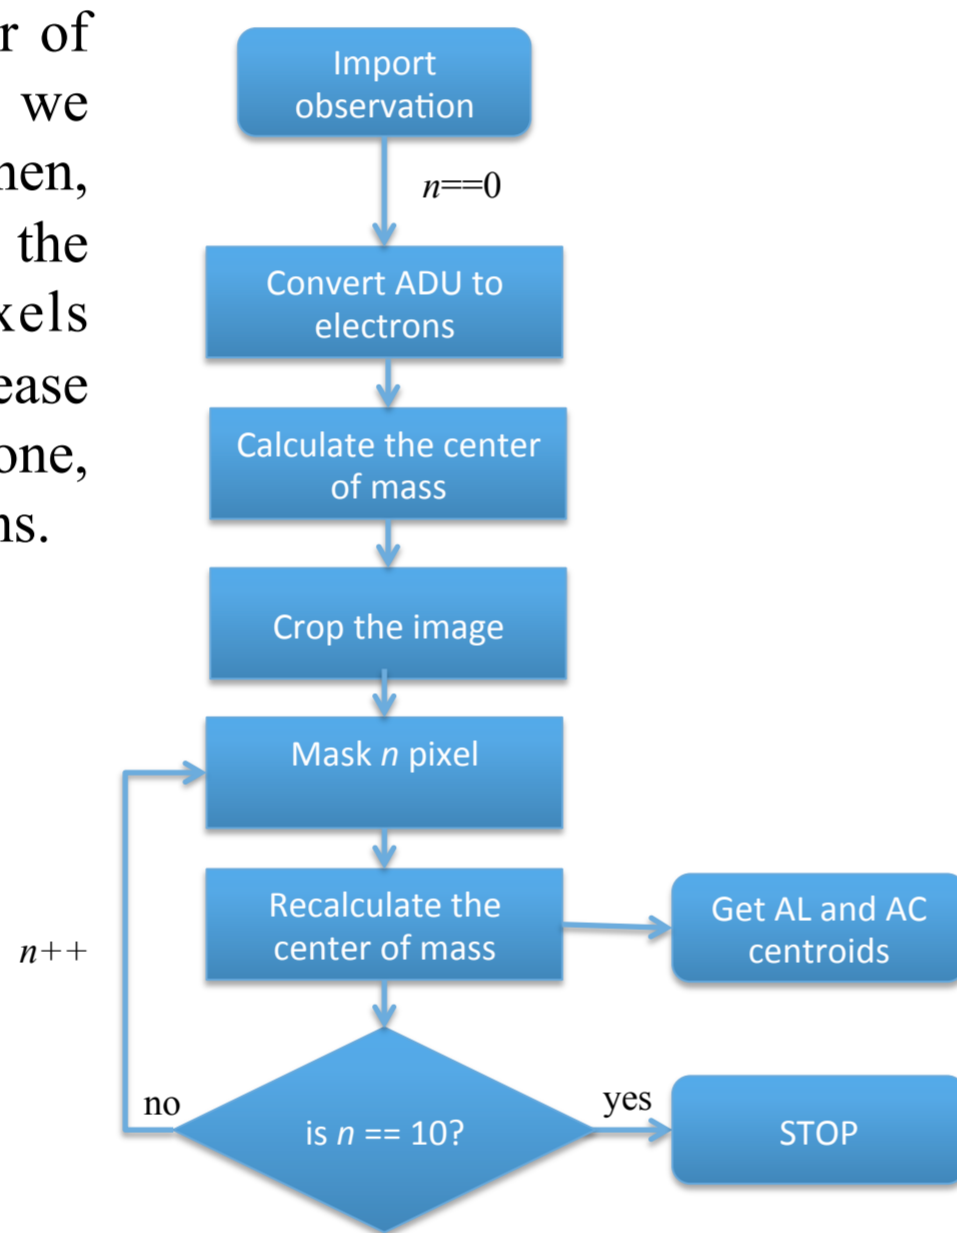 r of
we
nen,
the
xels
ease
one,
ns.
Import
observation
n==0
Convert ADU to
electrons
Calculate the center
of mass
Crop the image
Mask n pixel
Recalculate the
center of mass
Get AL and AC
centroids
n++
no
is n == 10?
yes
STOP